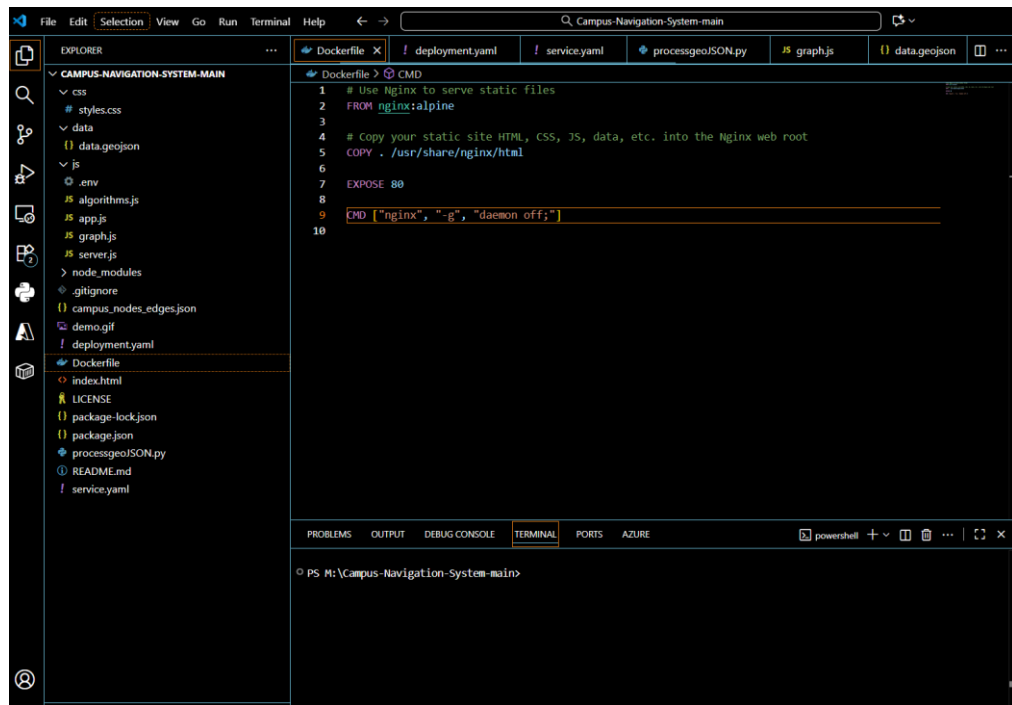 File Edit Selection View Go Run Terminal Help ← → Campus-Navigation-System-main
EXPLORER ...
CAMPUS-NAVIGATION-SYSTEM-MAIN
css
# styles.css
data
{} data.geojson
js
.env
JS algorithms.js
JS app.js
JS graph.js
JS server.js
> node_modules
.gitignore
{} campus_nodes_edges.json
demo.gif
! deployment.yaml
Dockerfile
<> index.html
LICENSE
{} package-lock.json
{} package.json
processgeoJSON.py
README.md
! service.yaml
2
Dockerfile × ! deployment.yaml ! service.yaml processgeoJSON.py JS graph.js {} data.geojson ...
Dockerfile > CMD
1 # Use Nginx to serve static files
2 FROM nginx:alpine
3
4 # Copy your static site HTML, CSS, JS, data, etc. into the Nginx web root
5 COPY . /usr/share/nginx/html
6
7 EXPOSE 80
8
9 CMD ["nginx", "-g", "daemon off;"]
10
PROBLEMS OUTPUT DEBUG CONSOLE TERMINAL PORTS AZURE powershell + ... ×
PS M:\Campus-Navigation-System-main>